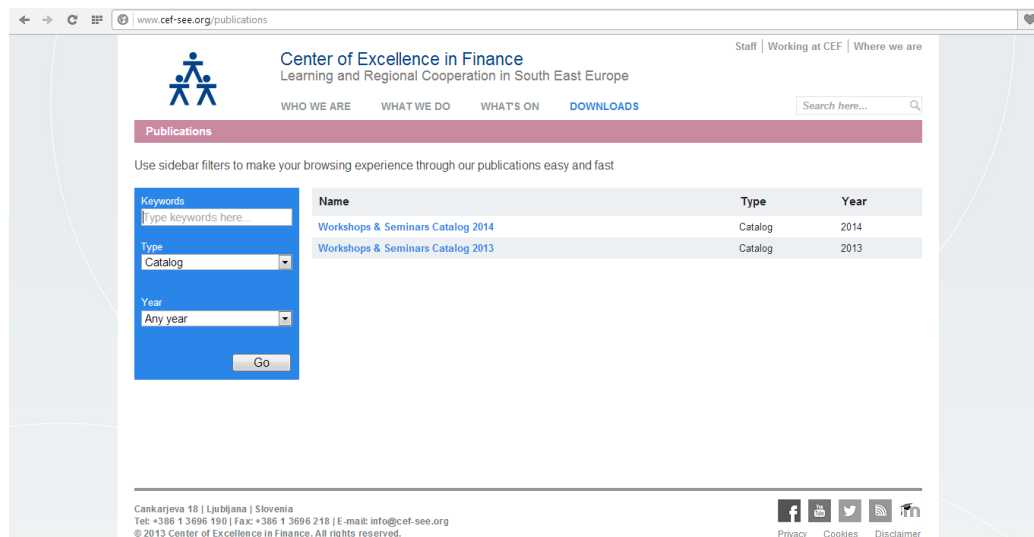 www.cef-see.org/publications
Staff | Working at CEF | Where we are
Center of Excellence in Finance
Learning and Regional Cooperation in South East Europe
WHO WE ARE WHAT WE DO WHAT'S ON DOWNLOADS Search here...
Publications
Use sidebar filters to make your browsing experience through our publications easy and fast
Keywords
Type keywords here...
Type
Catalog
Year
Any year
Go
Name Type Year
Workshops & Seminars Catalog 2014 Catalog 2014
Workshops & Seminars Catalog 2013 Catalog 2013
Cankarjeva 18 | Ljubljana | Slovenia
Tel: +386 1 3696 190 | Fax: +386 1 3696 218 | E-mail: info@cef-see.org
© 2013 Center of Excellence in Finance. All rights reserved.
f You Tube m
Privacy Cookies Disclaimer